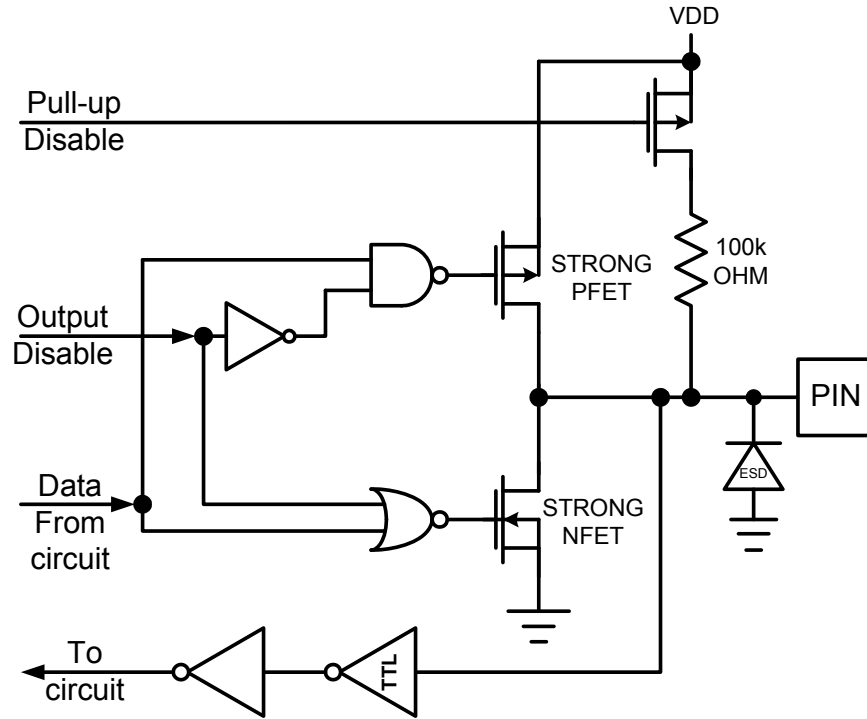 VDD
Pull-up
Disable
100k
OHM
STRONG
PFET
Output
Disable
PIN
ESD
Data
From
circuit
STRONG
NFET
To
circuit
TTL